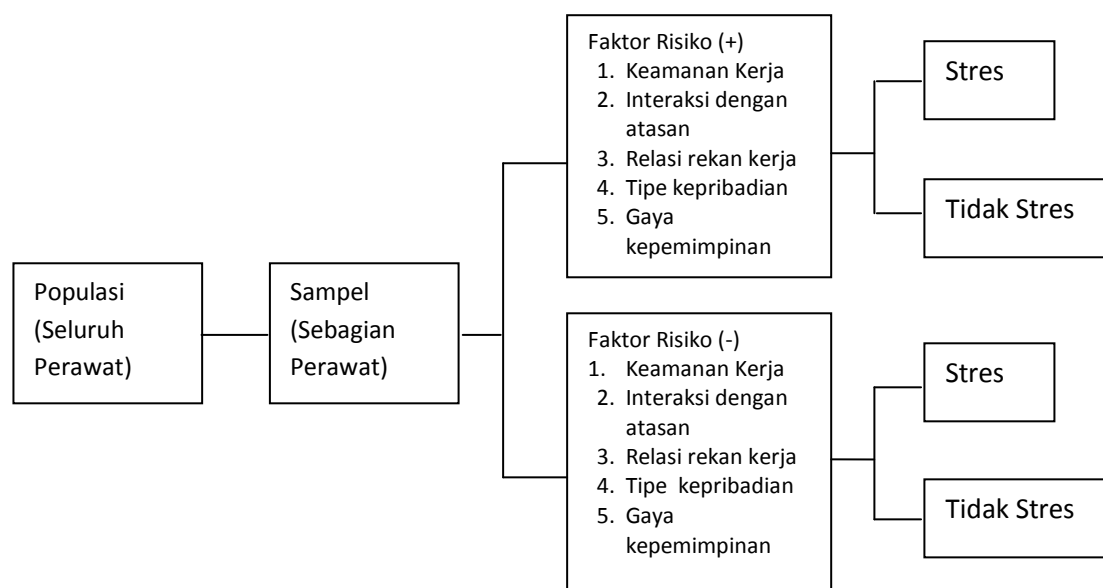 Populasi
(Seluruh
Perawat)
Sampel
(Sebagian
Perawat)
Faktor Risiko (+)
1. Keamanan Kerja
2. Interaksi dengan
atasan
3. Relasi rekan kerja
4. Tipe kepribadian
5. Gaya
kepemimpinan
Stres
Tidak Stres
Faktor Risiko (-)
1. Keamanan Kerja
2. Interaksi dengan
atasan
3. Relasi rekan kerja
4. Tipe kepribadian
5. Gaya
kepemimpinan
Stres
Tidak Stres